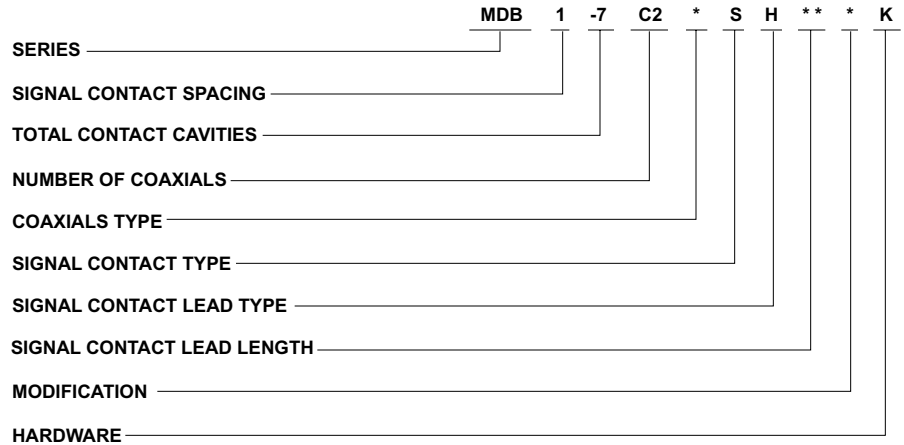 MDB 1 -7 C2 * S H ** * K
SERIES
SIGNAL CONTACT SPACING
TOTAL CONTACT CAVITIES
NUMBER OF COAXIALS
COAXIALS TYPE
SIGNAL CONTACT TYPE
SIGNAL CONTACT LEAD TYPE
SIGNAL CONTACT LEAD LENGTH
MODIFICATION
HARDWARE